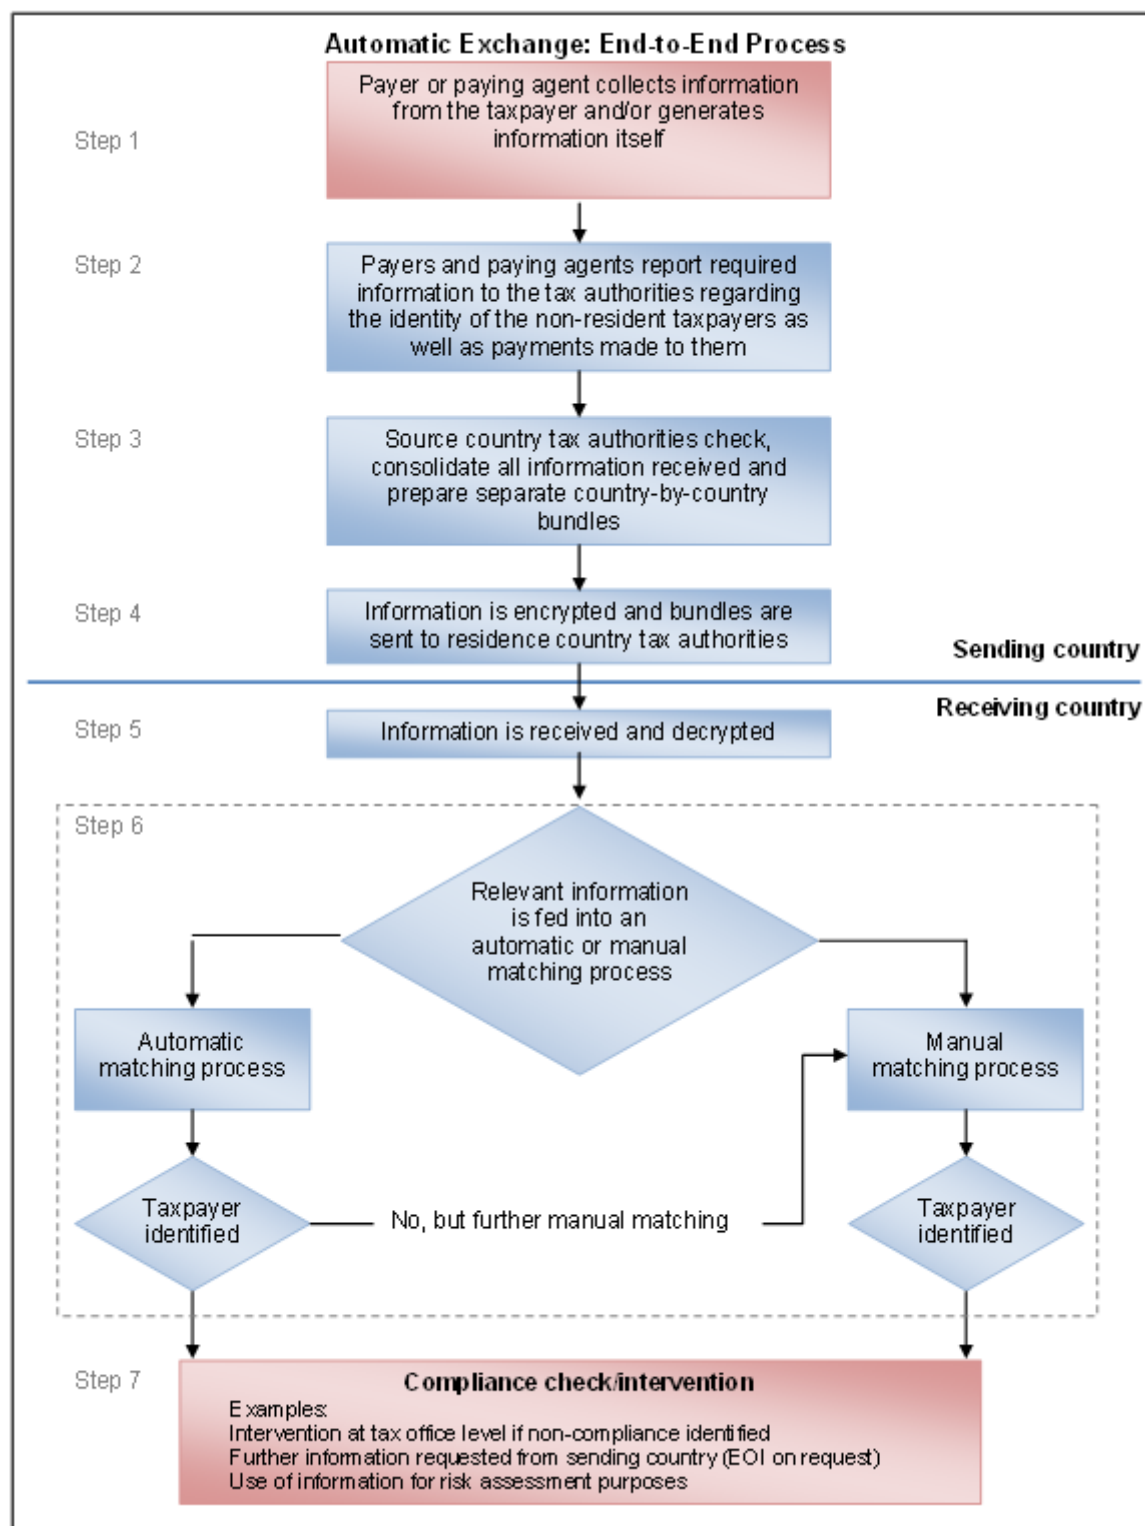 Automatic Exchange: End-to-End Process
Payer or paying agent collects information
from the taxpayer and/or generates
information itself
Step 1
Step 2
Payers and paying agents report required
information to the tax authorities regarding
the identity of the non-resident taxpayers as
well as payments made to them
Step 3
Source country tax authorities check,
consolidate all information received and
prepare separate country-by-country
bundles
Step 4
Information is encrypted and bundles are
sent to residence country tax authorities
Sending country
Receiving country
Step 5
Information is received and decrypted
Step 6
Relevant information
is fed into an
automatic or manual
matching process
Automatic
matching process
Manual
matching process
Taxpayer
identified
No, but further manual matching
Taxpayer
identified
Step 7
Compliance check/intervention
Examples:
Intervention at tax office level if non-compliance identified
Further information requested from sending country (EOI on request)
Use of information for risk assessment purposes